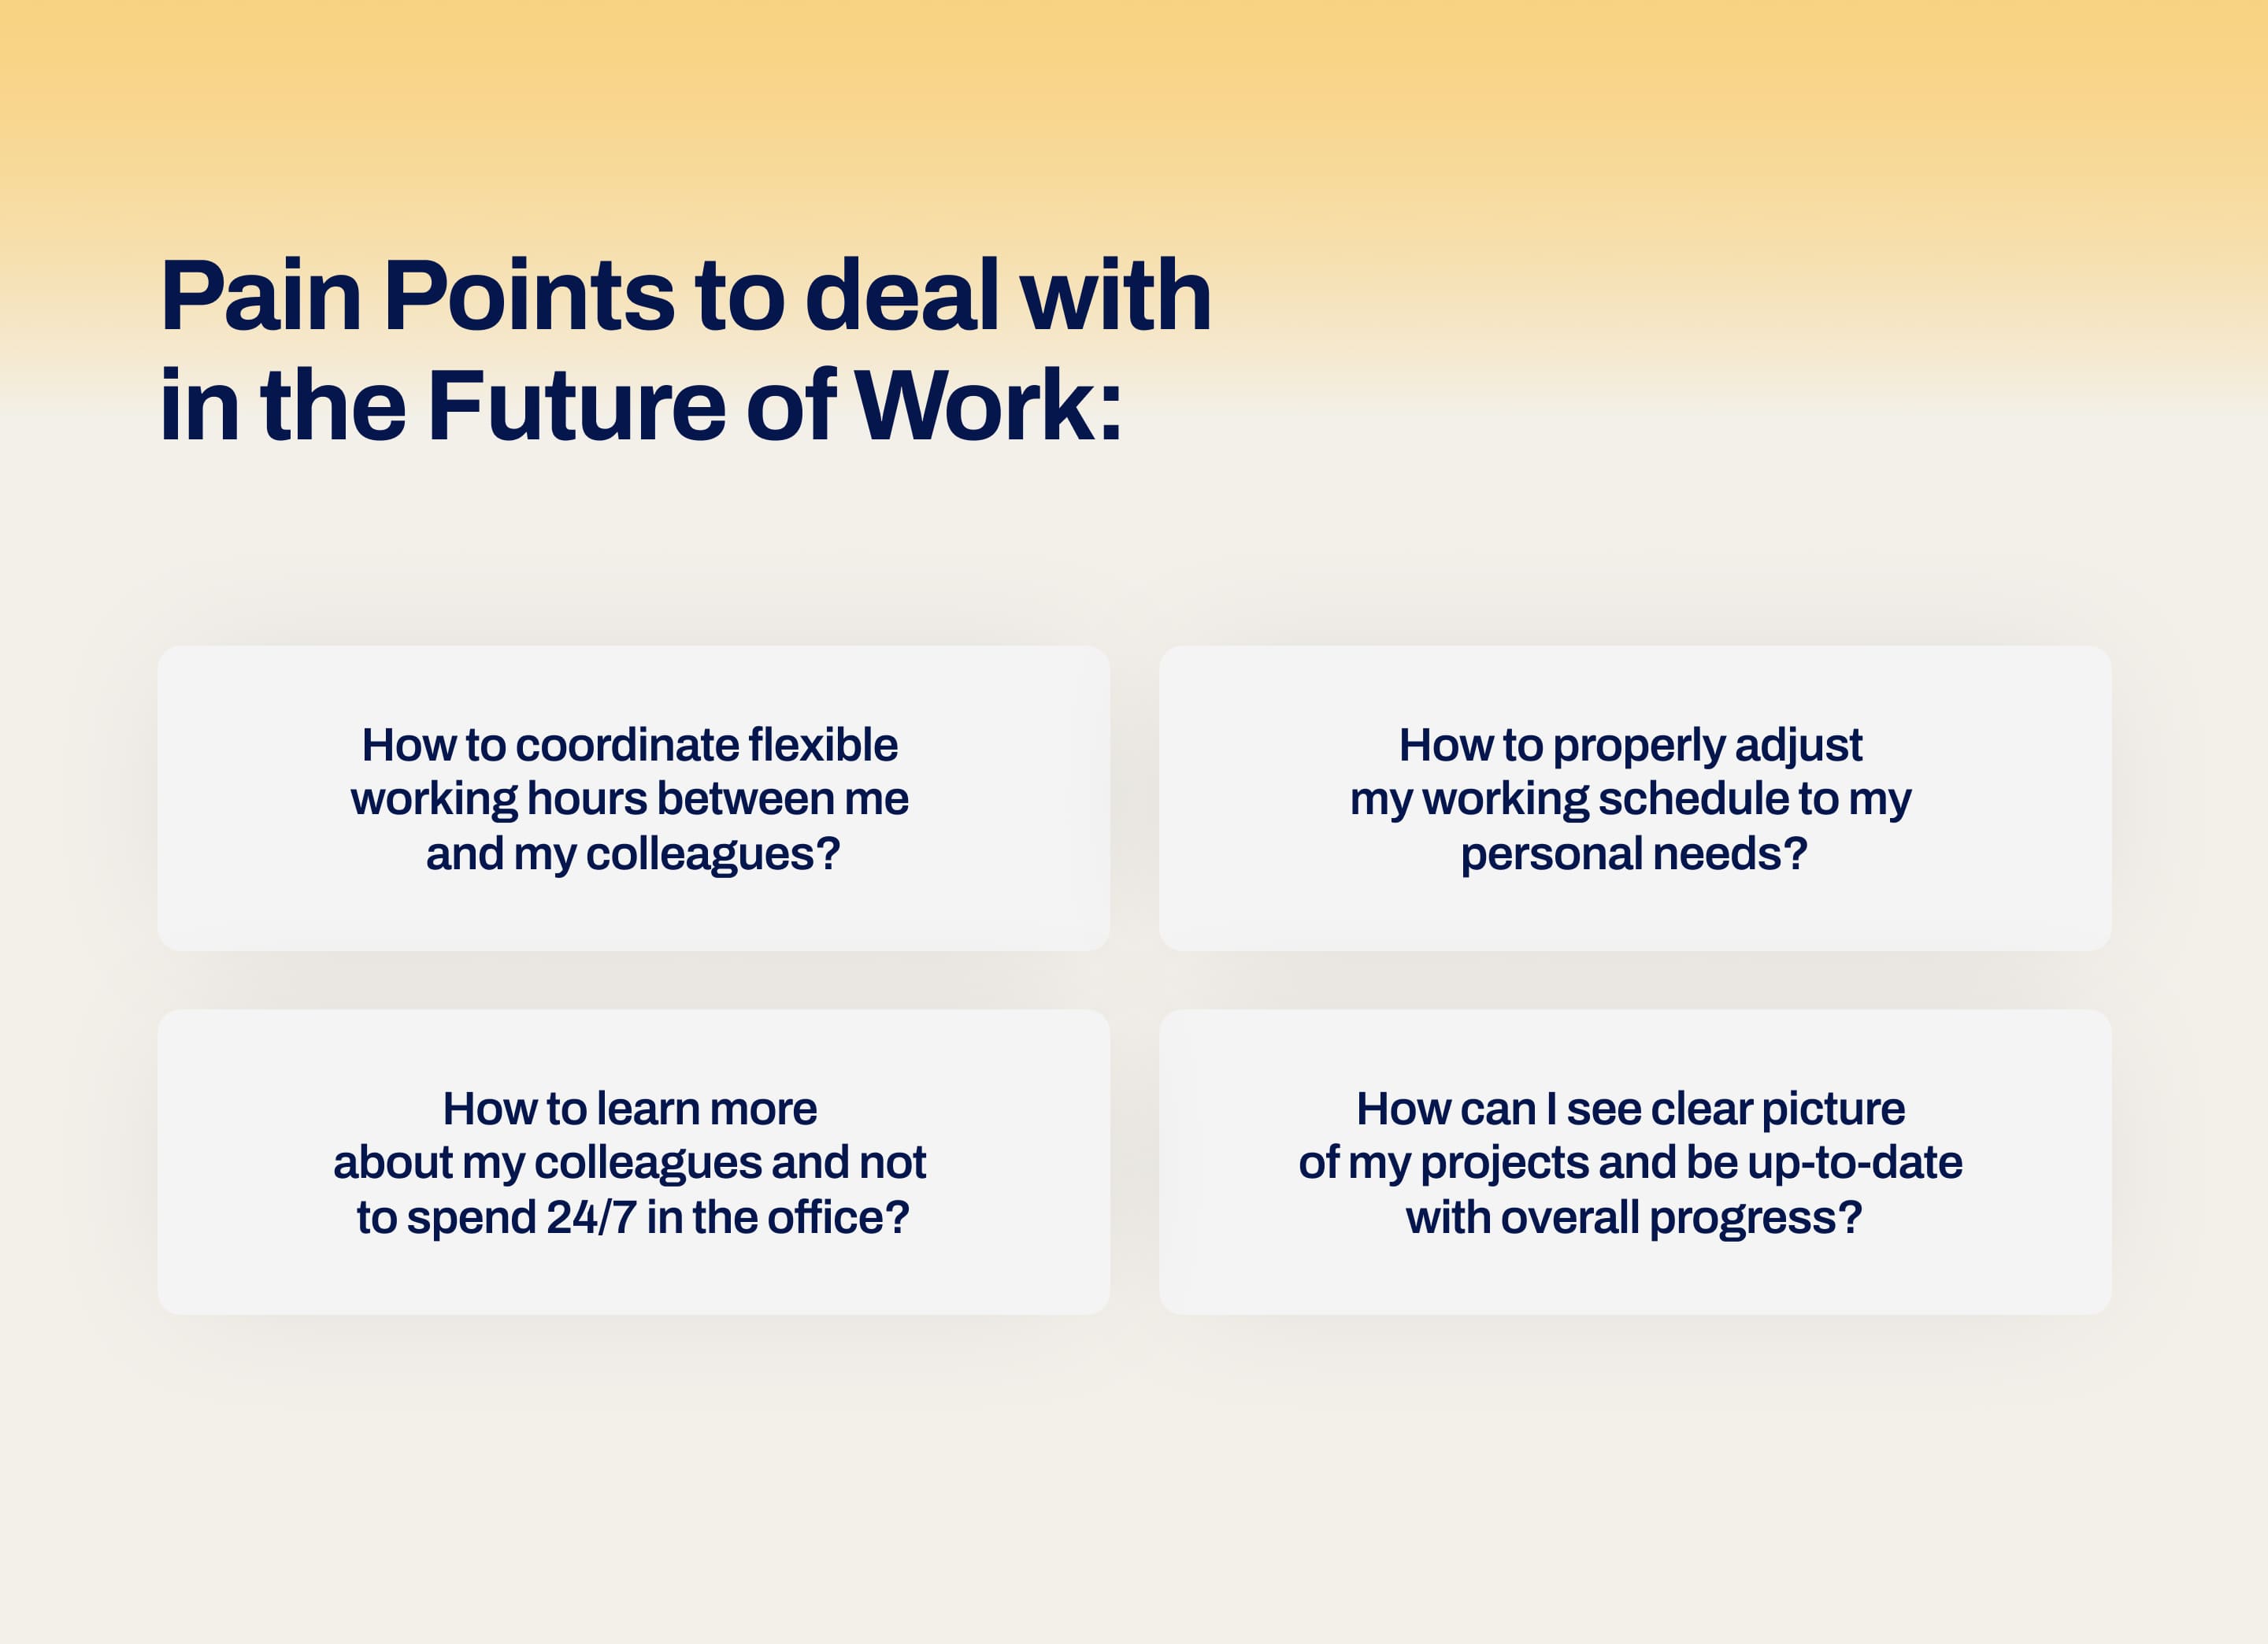 Pain Points to deal with
in the Future of Work:
How to coordinate flexible
working hours between me
and my colleagues?
How to properly adjust
my working schedule to my
personal needs?
How to learn more
about my colleagues and not
to spend 24/7 in the office?
How can I see clear picture
of my projects and be up-to-date
with overall progress?